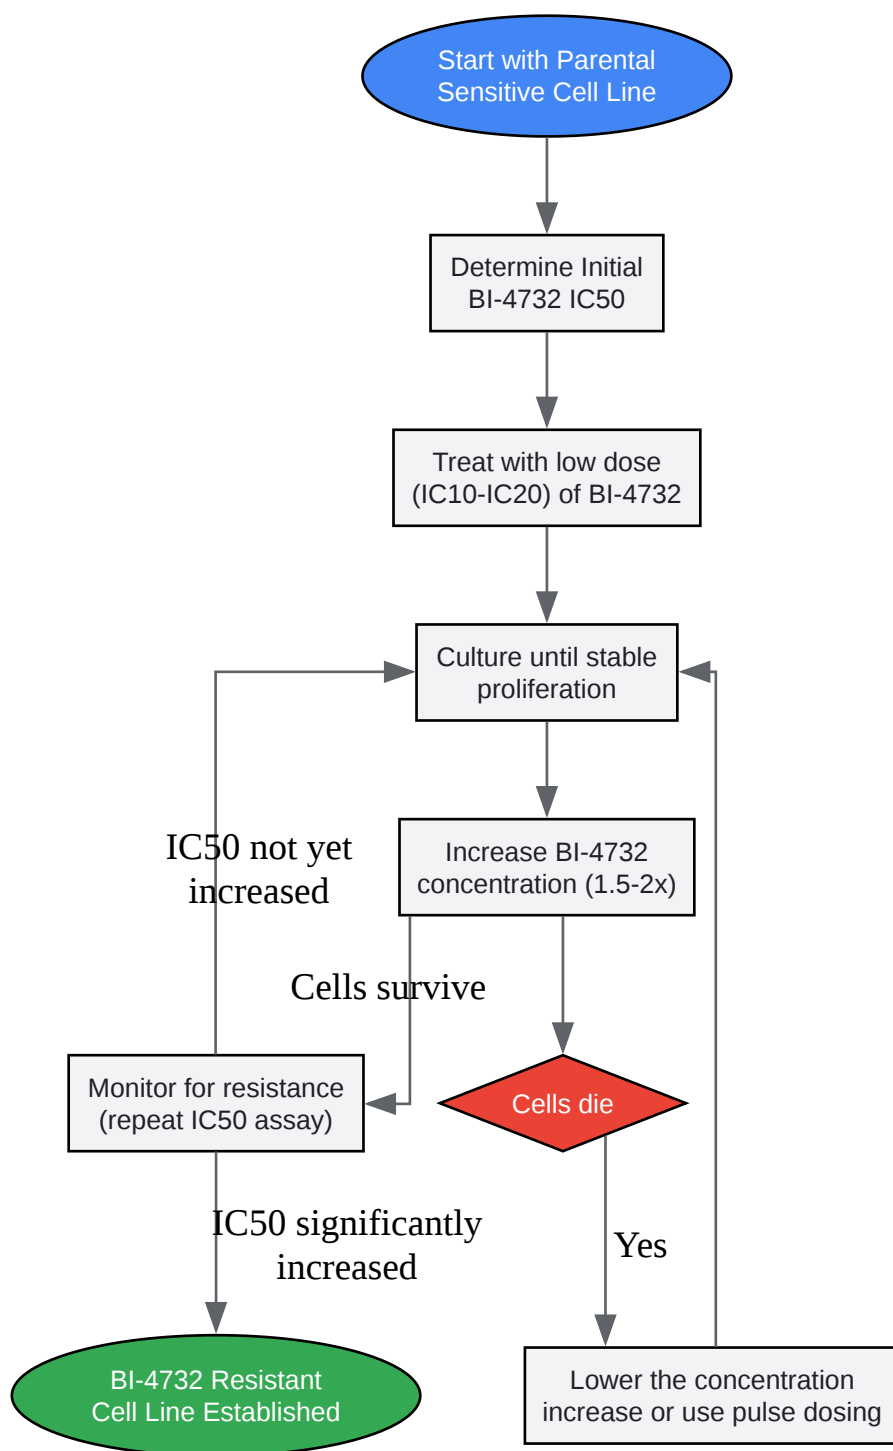 Start with Parental
Sensitive Cell Line
Determine Initial
BI-4732 IC50
Treat with low dose
(IC10-IC20) of BI-4732
Culture until stable
proliferation
IC50 not yet
increased
Increase BI-4732
concentration (1.5-2x)
Cells survive
Monitor for resistance
(repeat IC50 assay)
Cells die
IC50 significantly
increased
Yes
BI-4732 Resistant
Cell Line Established
Lower the concentration
increase or use pulse dosing